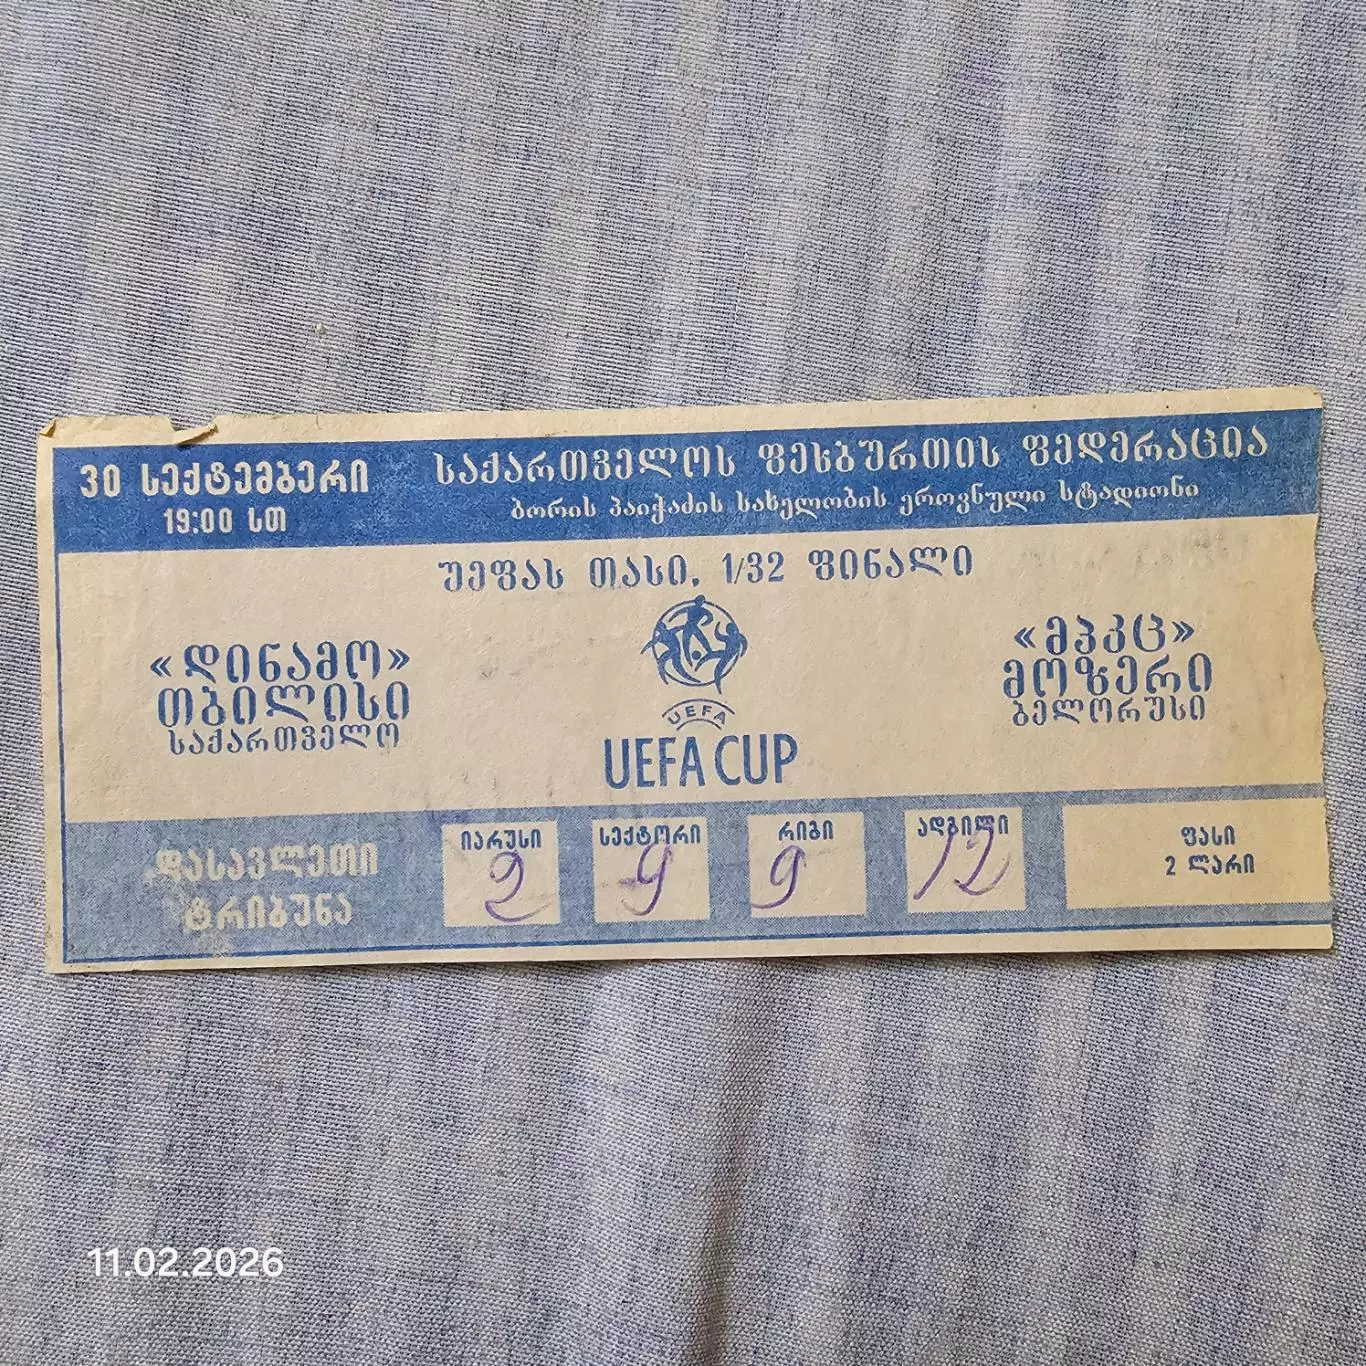 30 სექტემბერი
19:00 სთ
საქართველოს ფეხბურთის ფედერაცია
ბორის პაიჭაძის სახელობის ეროვნული სტადიონი
უეფას თასი, 1/32 ფინალი
«დინამო»
თბილისი
საქართველო
UEFA
UEFA CUP
«მპკც»
მოზერი
ბელორუსი
დასავლეთი
ტრიბუნა
იარუსი
2
სექტორი
9
რიგი
9
ადგილი
12
ფასი
2 ლარი
11.02.2026